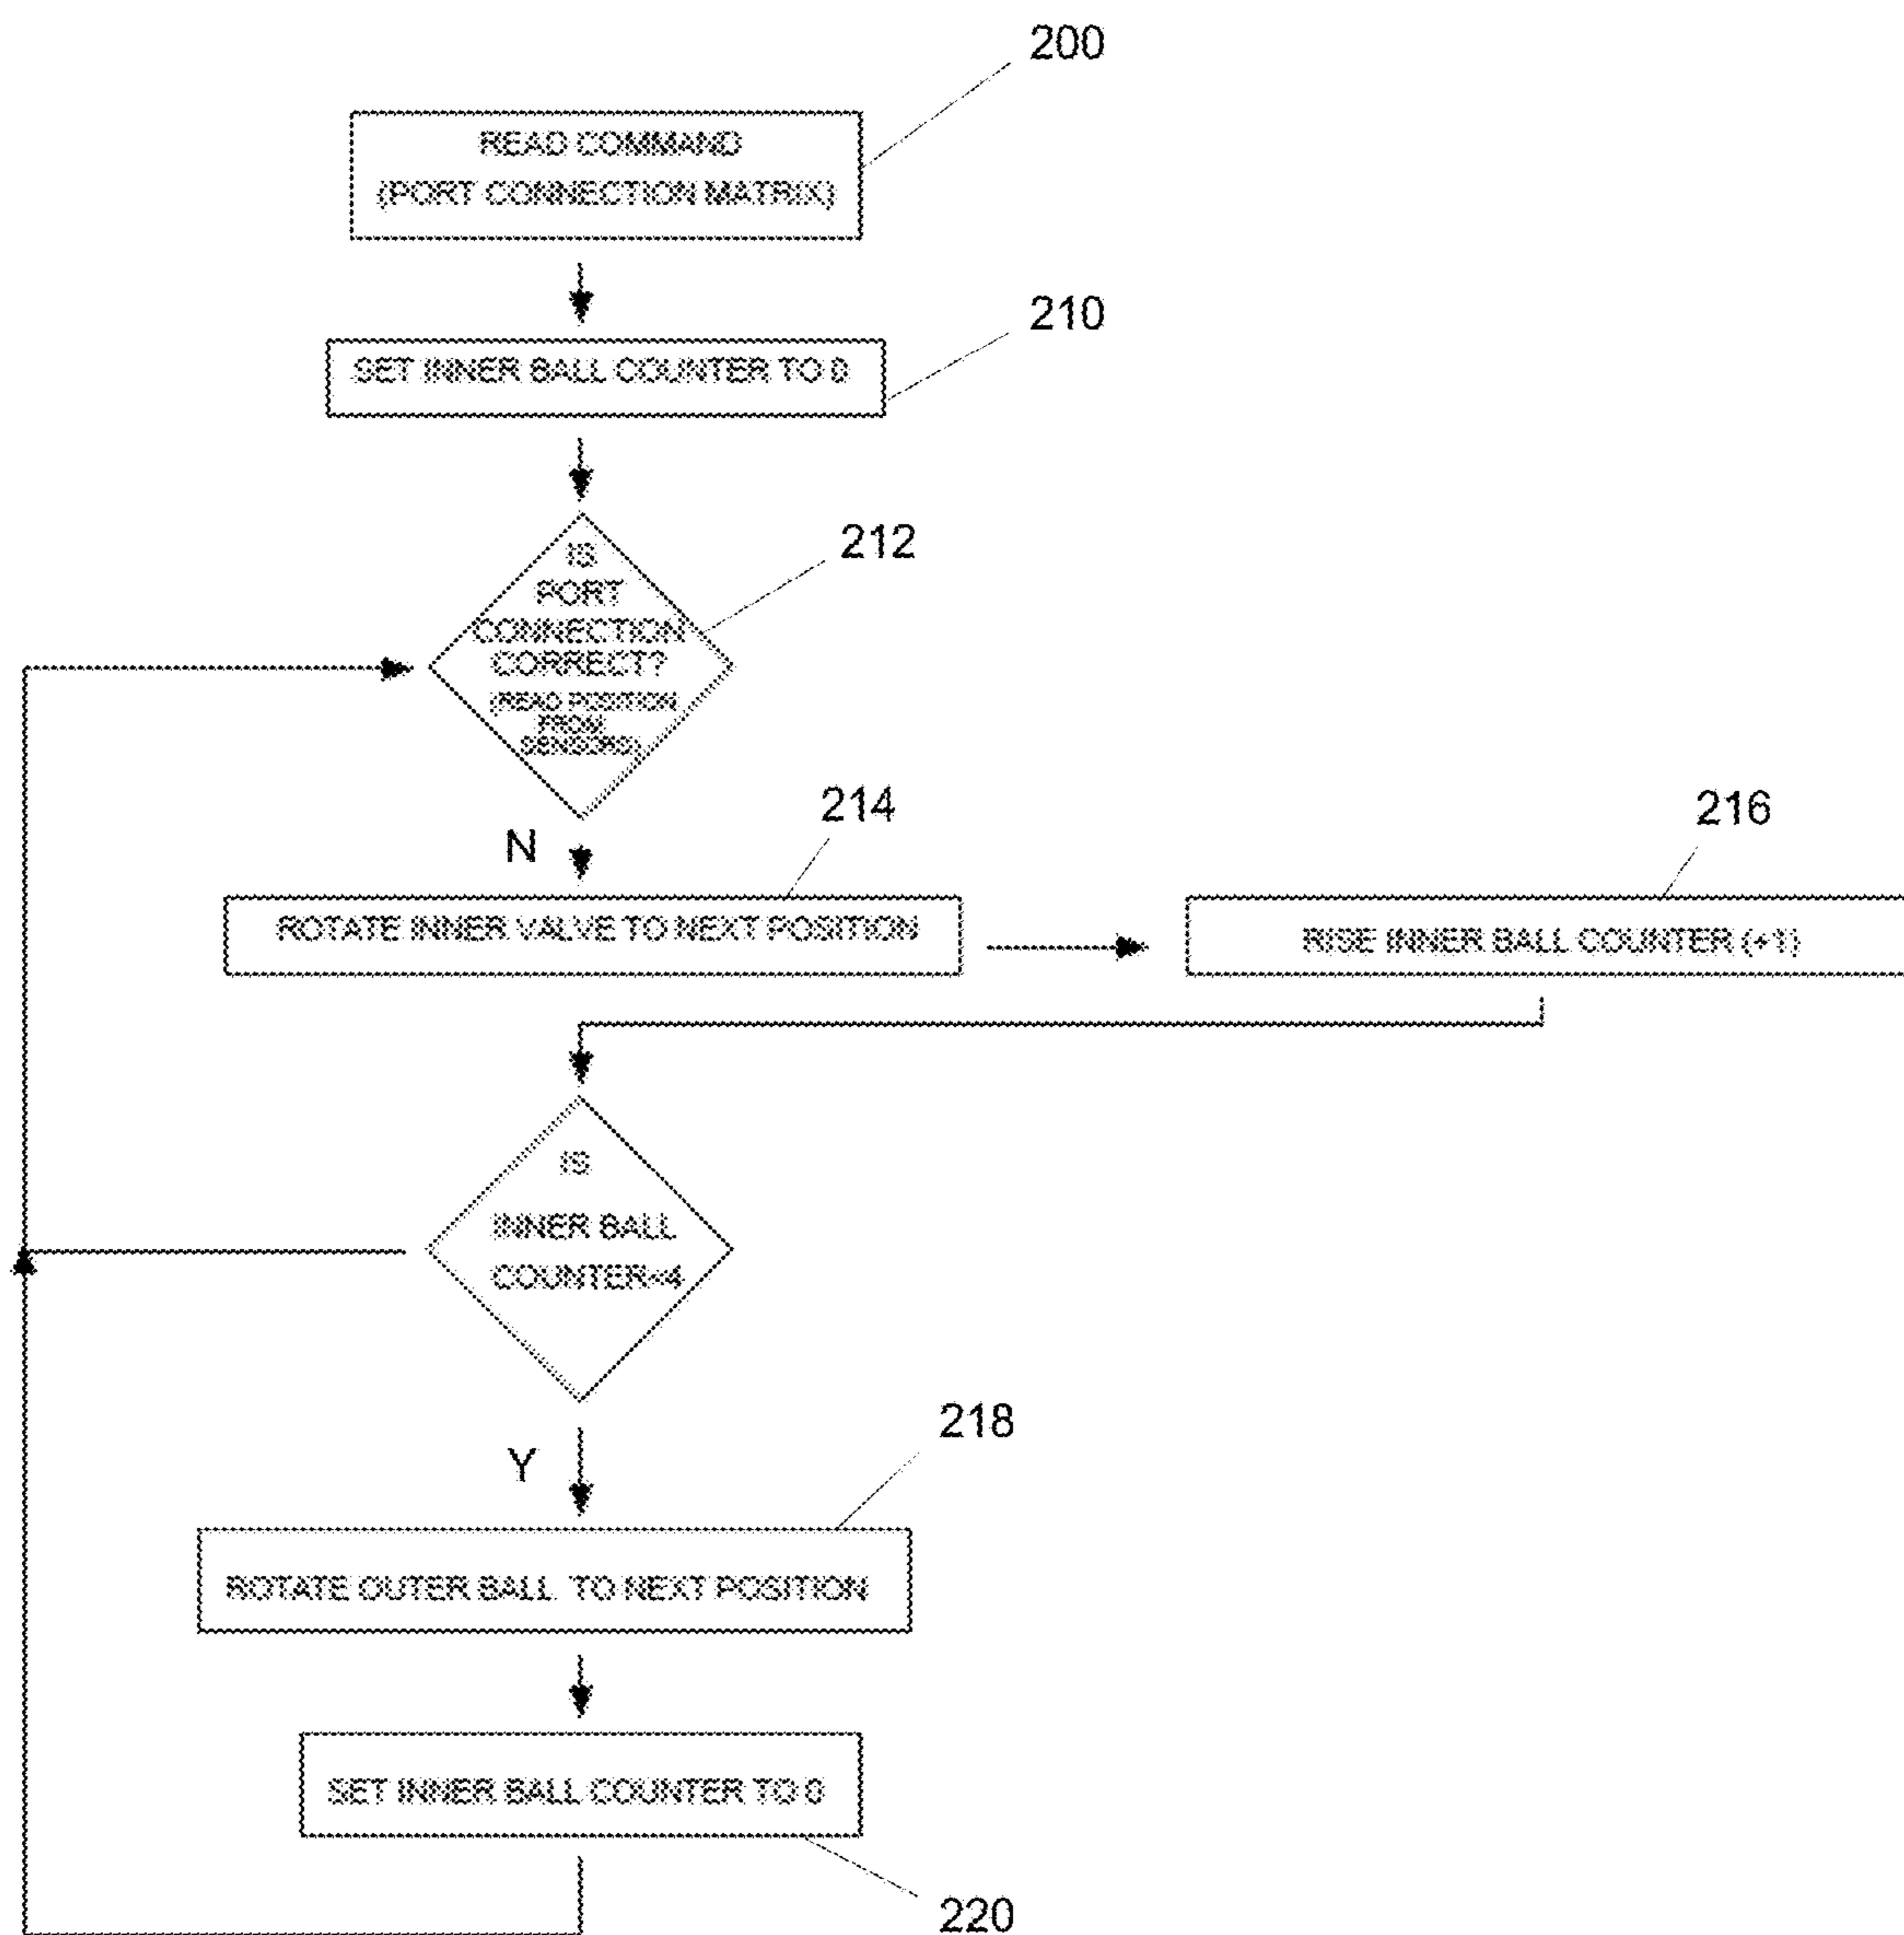 200
READ COMMAND
(PORT CONNECTION MATRIX)
210
SET INNER BALL COUNTER TO 0
212
IS
PORT
CONNECTION
CORRECT?
(READ POSITION
FROM
SENSORS)
N
214
216
ROTATE INNER VALVE TO NEXT POSITION
RISE INNER BALL COUNTER (+1)
IS
INNER BALL
COUNTER=4
Y
218
ROTATE OUTER BALL TO NEXT POSITION
SET INNER BALL COUNTER TO 0
220